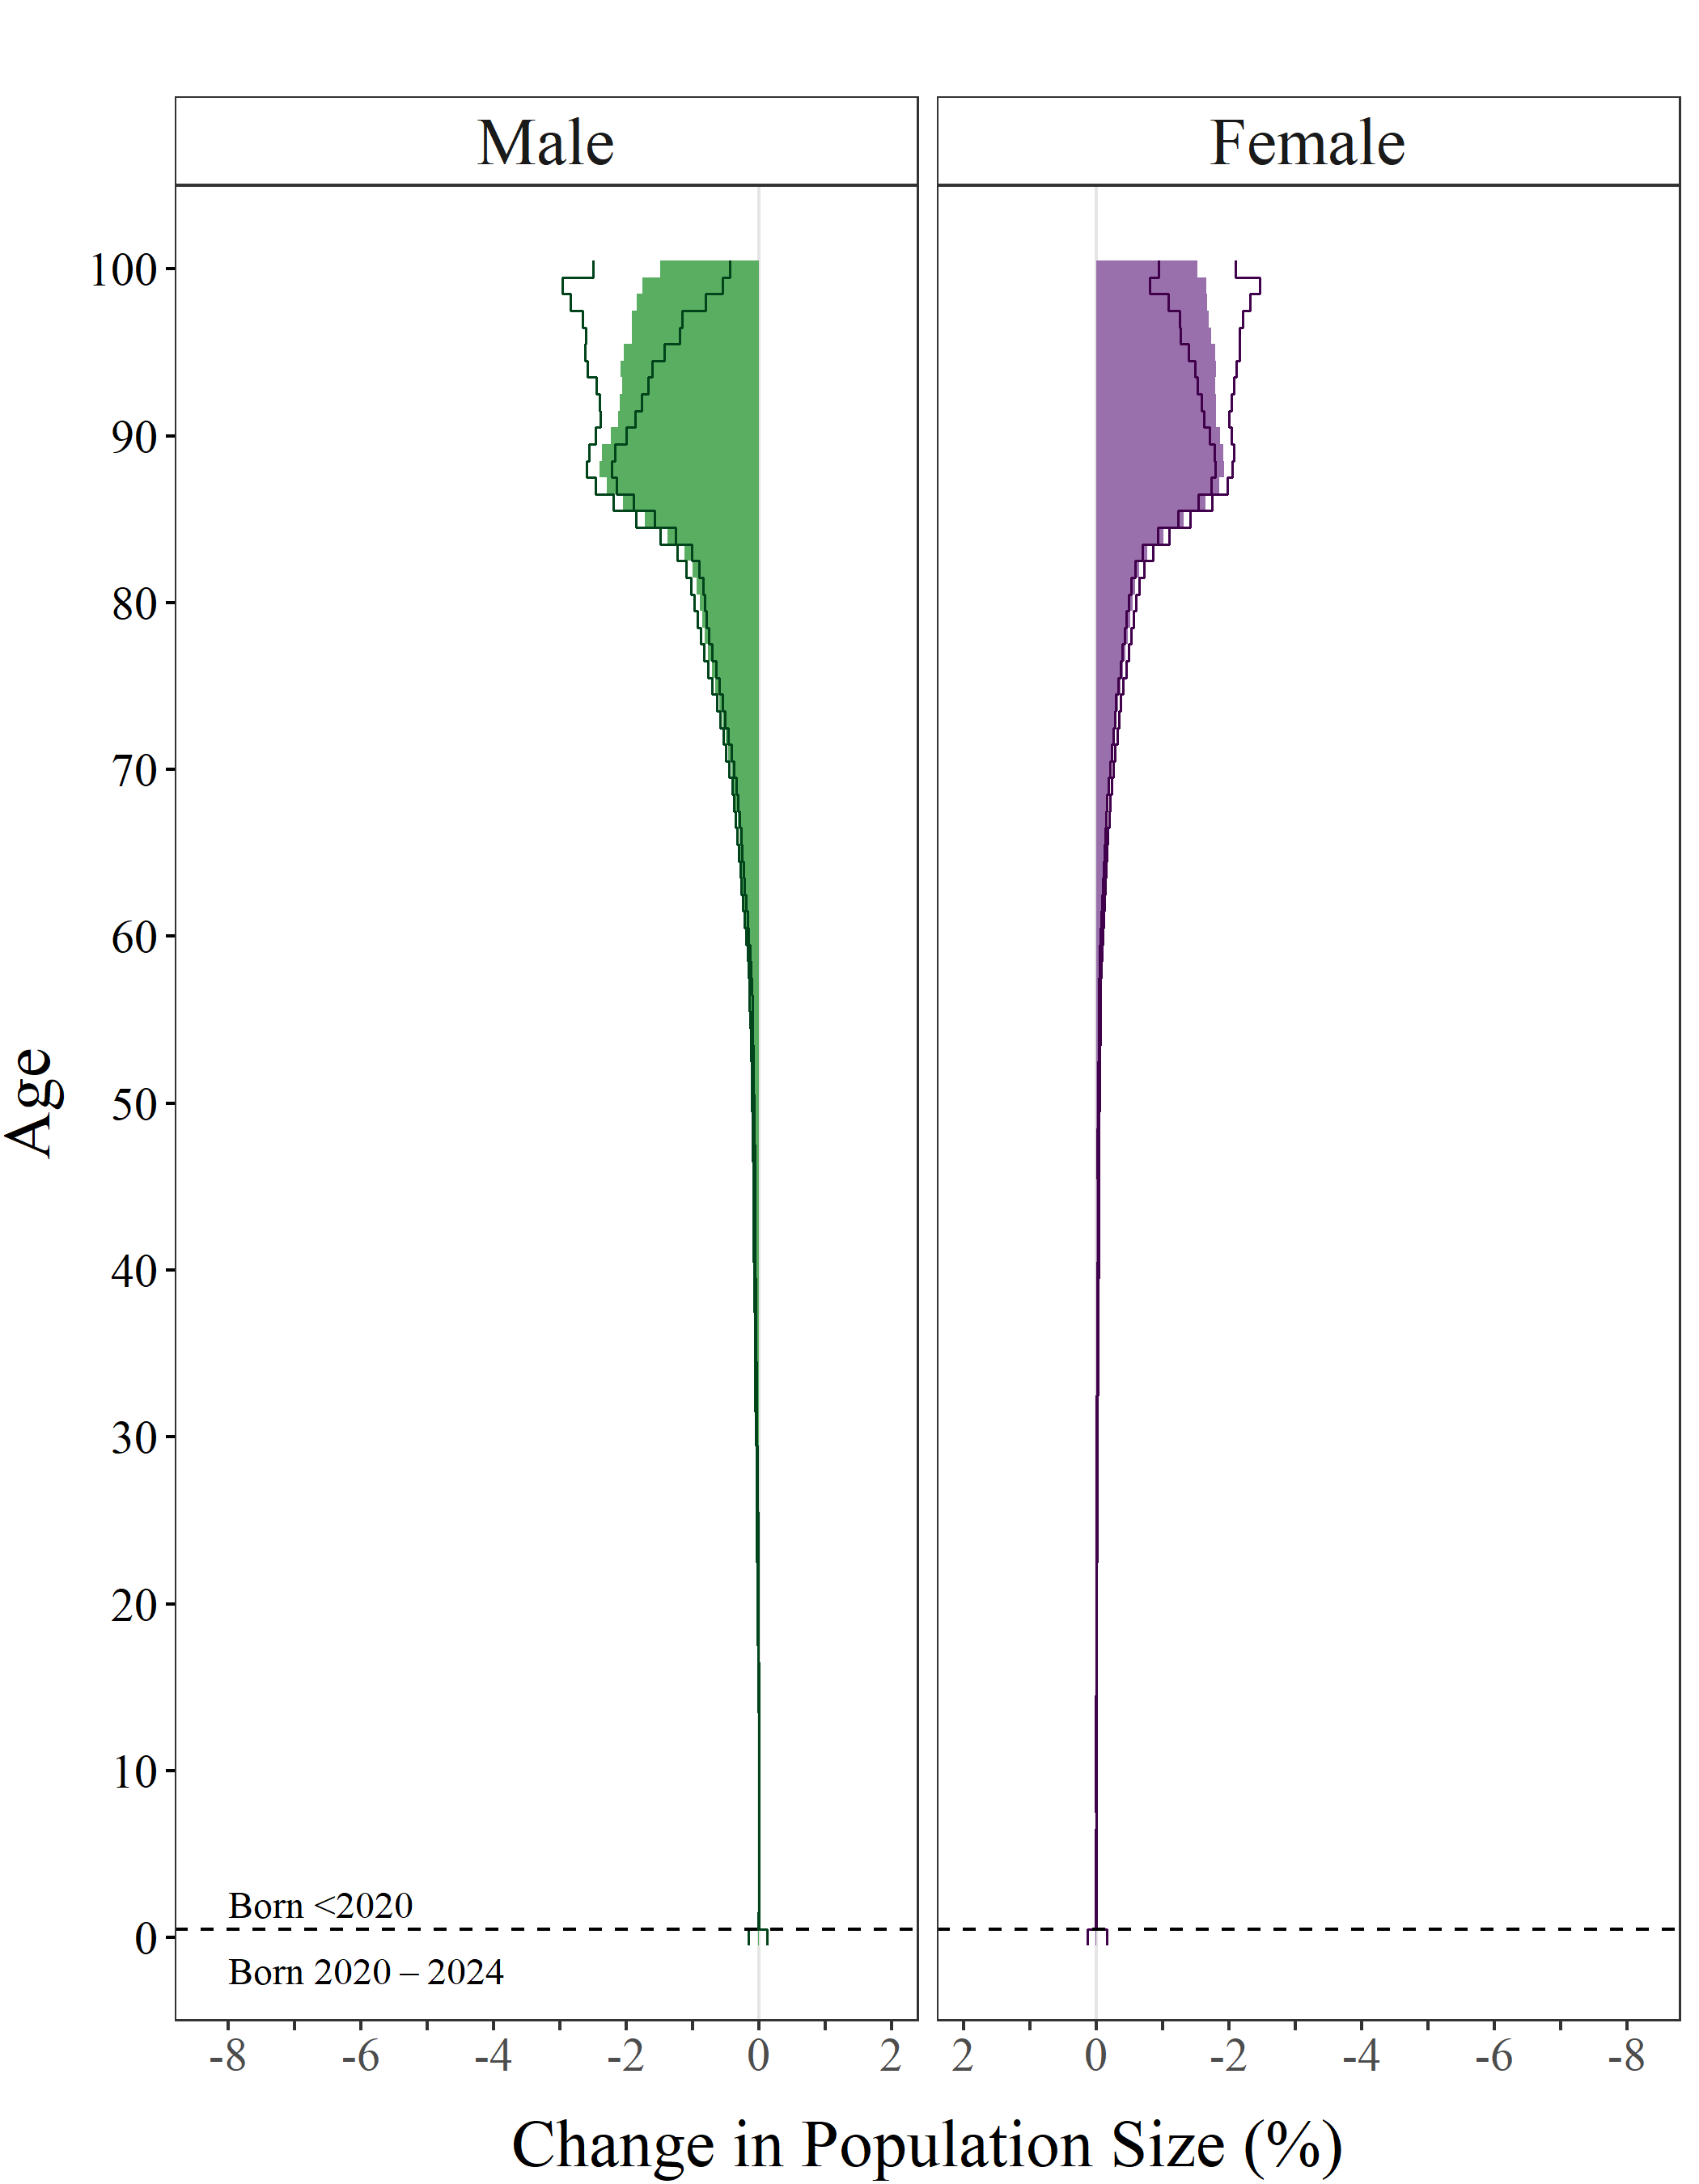 Male Female
100
90
80
70
60
50
40
30
20
10
0
Age
Born <2020
Born 2020 – 2024
-8 -6 -4 -2 0 2 2 0 -2 -4 -6 -8
Change in Population Size (%)